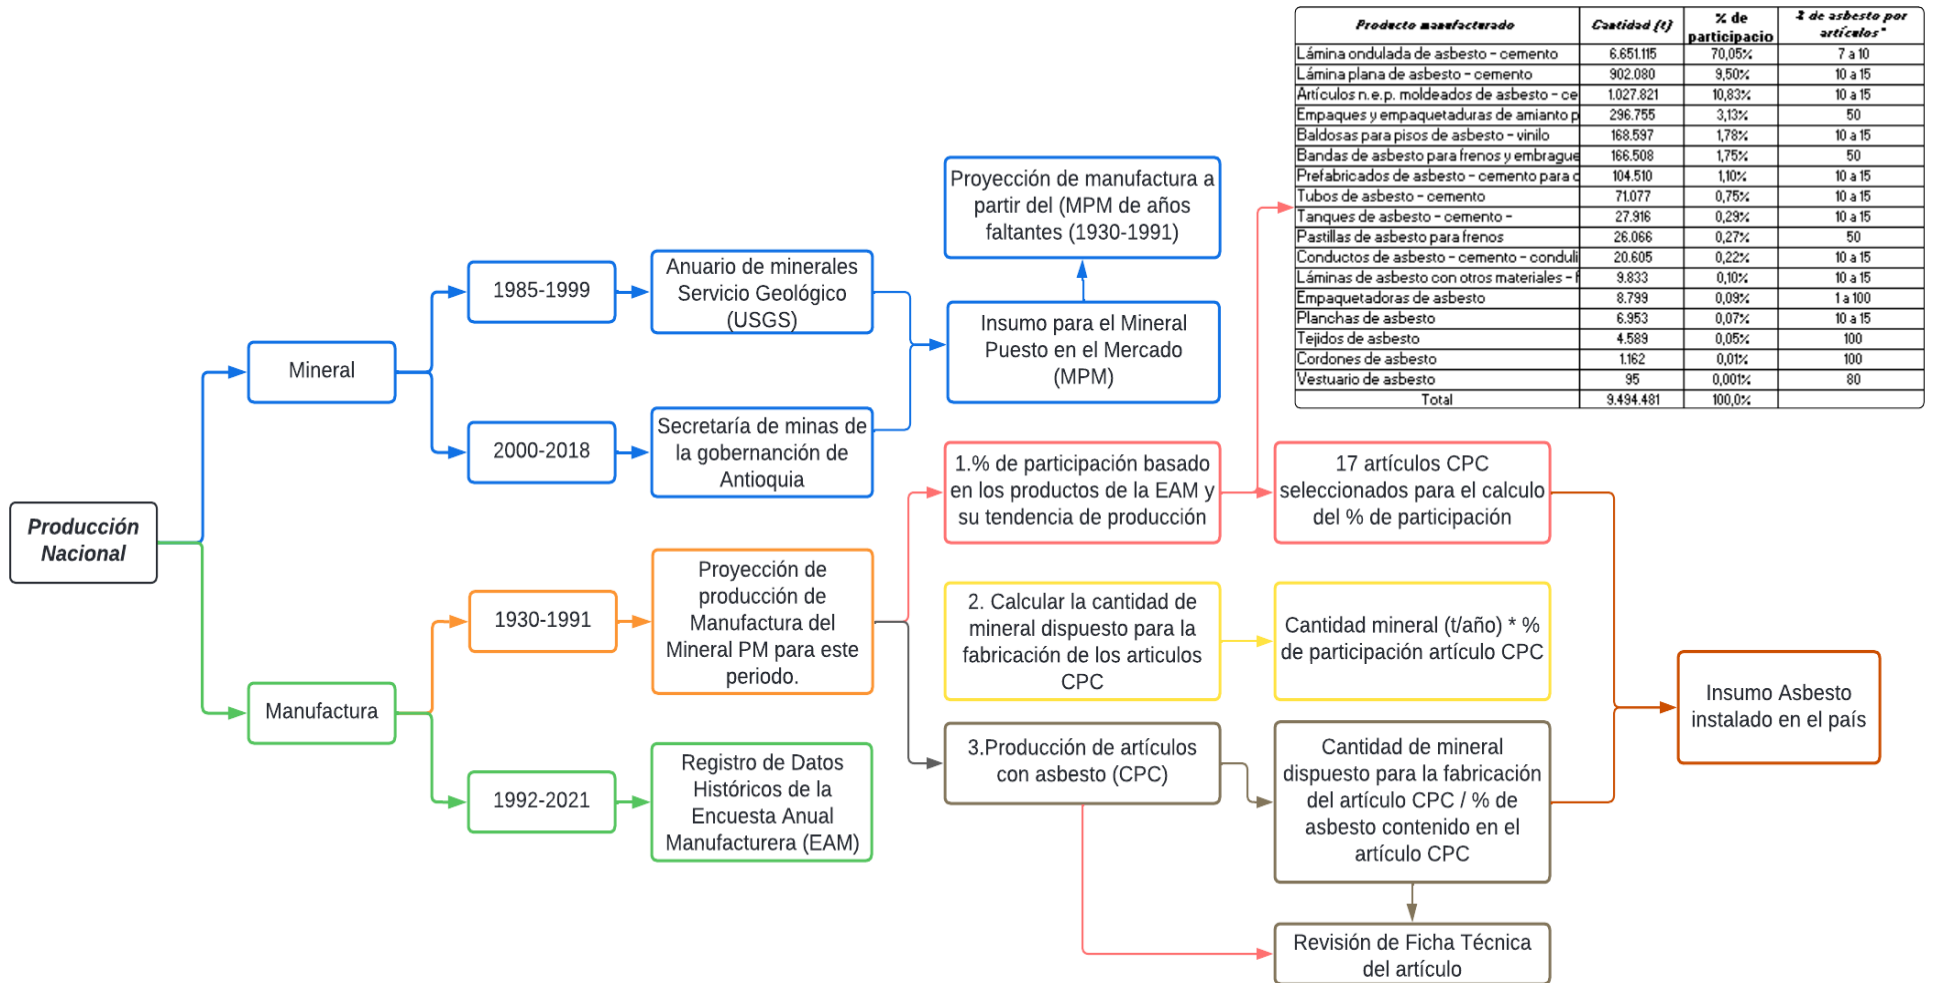 Producto manufacturado Cantidad (t) % de participacio % de asbesto por artículos*
Lámina ondulada de asbesto - cemento 6.651.115 70,05% 7 a 10
Lámina plana de asbesto - cemento 902.080 9,50% 10 a 15
Artículos n.e.p. moldeados de asbesto - ce 1.027.821 10,83% 10 a 15
Empaques y empaquetaduras de amianto p 296.755 3,13% 50
Baldosas para pisos de asbesto - vinilo 168.597 1,78% 10 a 15
Bandas de asbesto para frenos y embrague 166.508 1,75% 50
Prefabricados de asbesto - cemento para c 104.510 1,10% 10 a 15
Tubos de asbesto - cemento 71.077 0,75% 10 a 15
Tanques de asbesto - cemento - 27.916 0,29% 10 a 15
Pastillas de asbesto para frenos 26.066 0,27% 50
Conductos de asbesto - cemento - conduli 20.605 0,22% 10 a 15
Láminas de asbesto con otros materiales - f 9.833 0,10% 10 a 15
Empaquetadoras de asbesto 8.799 0,09% 1 a 100
Planchas de asbesto 6.953 0,07% 10 a 15
Tejidos de asbesto 4.589 0,05% 100
Cordones de asbesto 1.162 0,01% 100
Vestuario de asbesto 95 0,001% 80
Total 9.494.481 100,0%
Producción
Nacional
Mineral
1985-1999
Anuario de minerales
Servicio Geológico
(USGS)
2000-2018
Secretaría de minas de
la gobernanción de
Antioquia
Insumo para el Mineral
Puesto en el Mercado
(MPM)
Proyección de manufactura a
partir del (MPM de años
faltantes (1930-1991)
Manufactura
1930-1991
Proyección de
producción de
Manufactura del
Mineral PM para este
periodo.
1992-2021
Registro de Datos
Históricos de la
Encuesta Anual
Manufacturera (EAM)
1.% de participación basado
en los productos de la EAM y
su tendencia de producción
17 artículos CPC
seleccionados para el calculo
del % de participación
2. Calcular la cantidad de
mineral dispuesto para la
fabricación de los articulos
CPC
Cantidad mineral (t/año) * %
de participación artículo CPC
3.Producción de artículos
con asbesto (CPC)
Cantidad de mineral
dispuesto para la fabricación
del artículo CPC / % de
asbesto contenido en el
artículo CPC
Revisión de Ficha Técnica
del artículo
Insumo Asbesto
instalado en el país